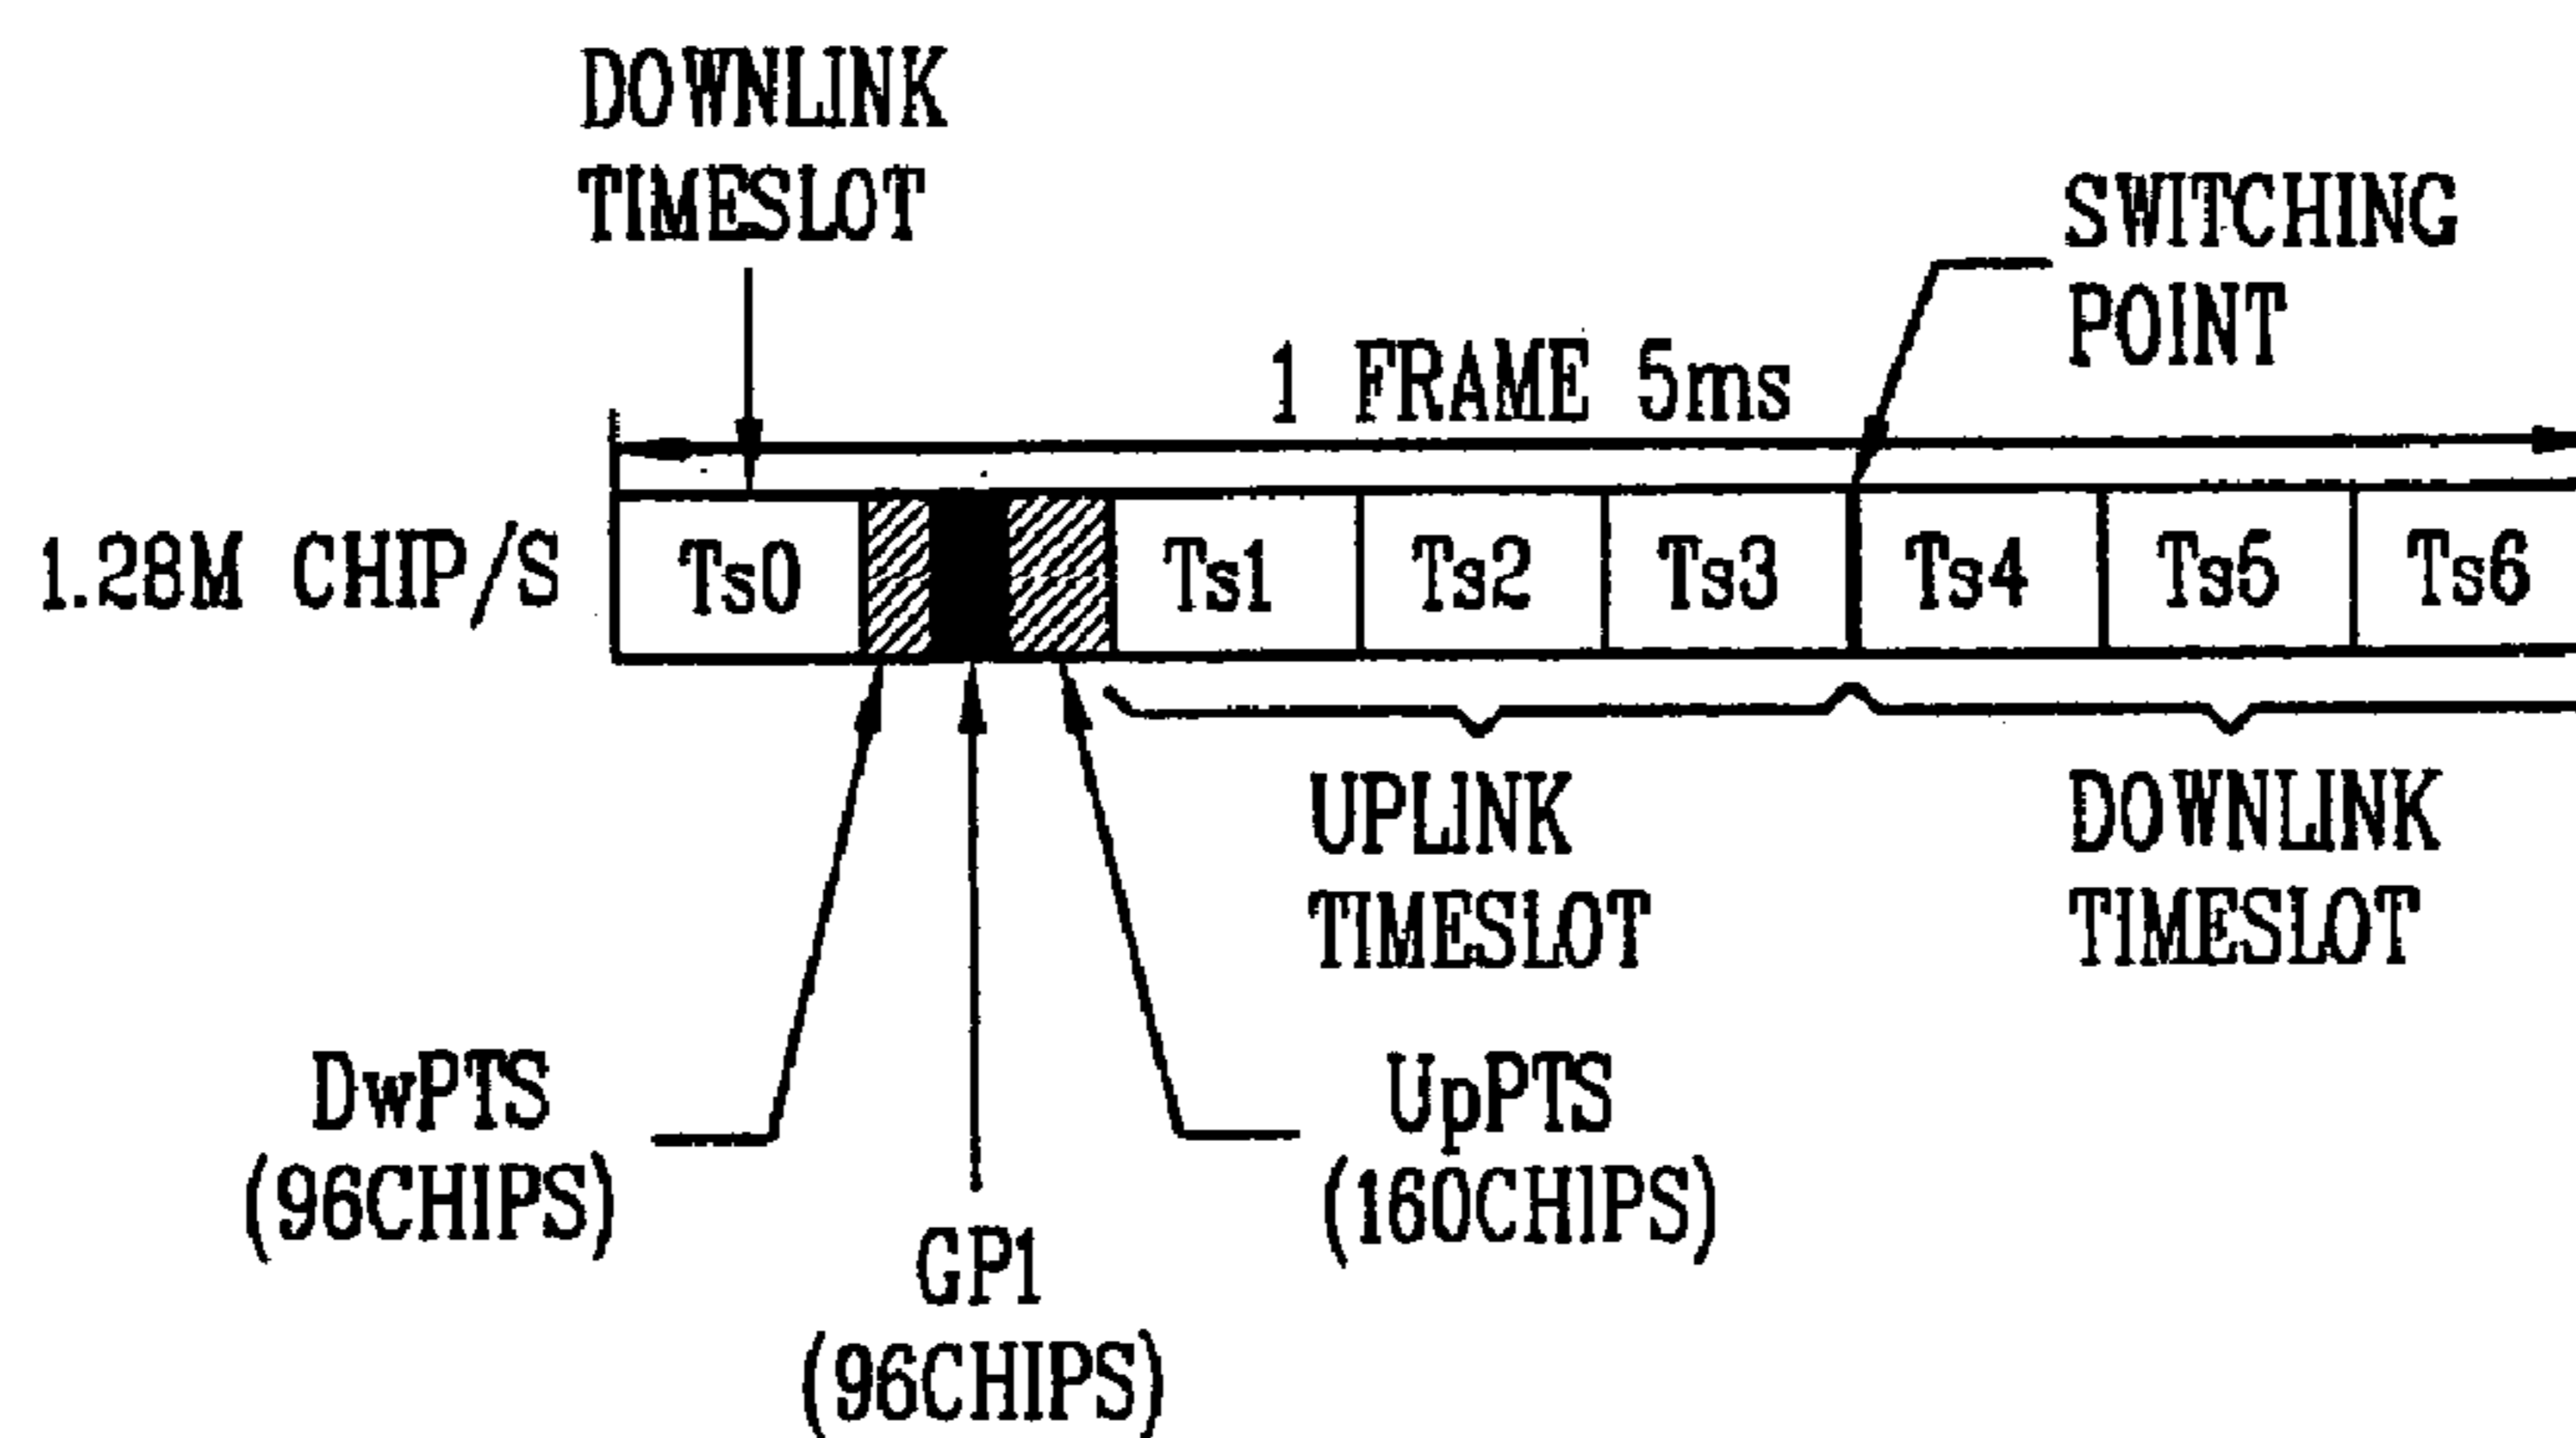 DOWNLINK
TIMESLOT
SWITCHING
POINT
1 FRAME 5ms
1.28M CHIP/S
Ts0
Ts1
Ts2
Ts3
Ts4
Ts5
Ts6
UPLINK
TIMESLOT
DOWNLINK
TIMESLOT
DwPTS
(96CHIPS)
GP1
(96CHIPS)
UpPTS
(160CHIPS)